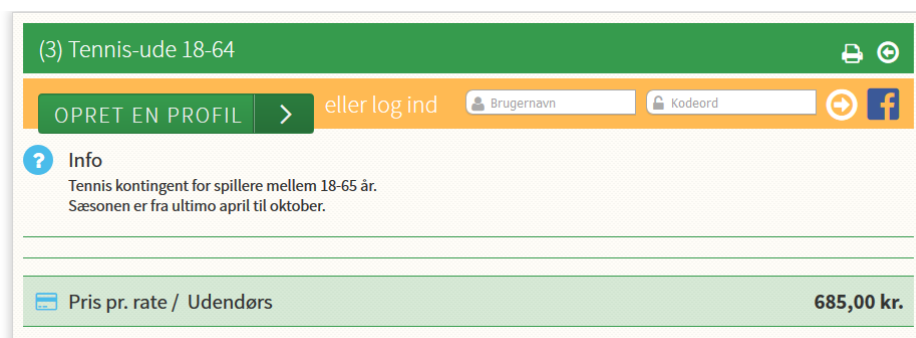 (3) Tennis-ude 18-64
OPRET EN PROFIL
eller log ind
Brugernavn
Kodeord
Info
Tennis kontingent for spillere mellem 18-65 år.
Sæsonen er fra ultimo april til oktober.
Pris pr. rate / Udendørs 685,00 kr.